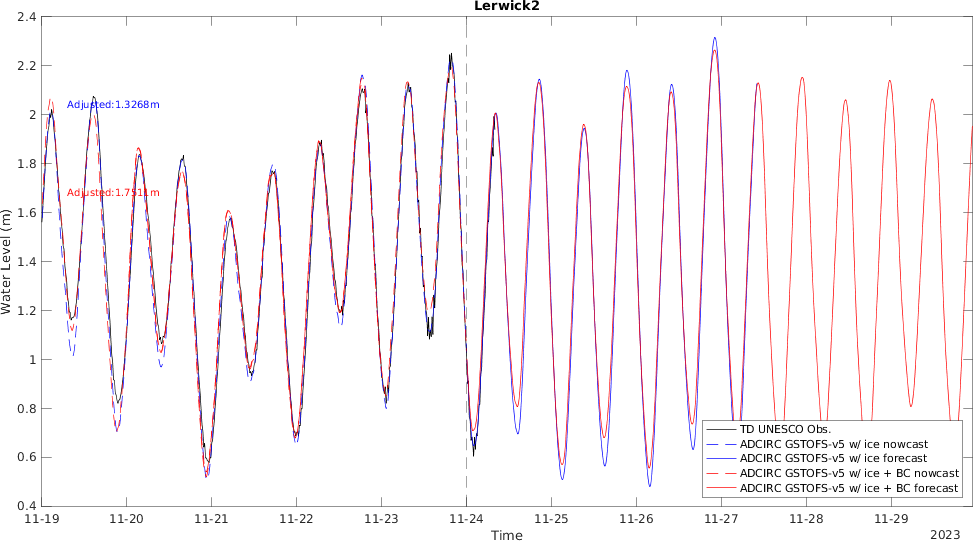 Lerwick2
2.4
2.2
2
1.8
1.6
1.4
1.2
1
0.8
0.6
0.4
Water Level (m)
Adjusted:1.3268m
Adjusted:1.7511m
TD UNESCO Obs.
ADCIRC GSTOFS-v5 w/ ice nowcast
ADCIRC GSTOFS-v5 w/ ice forecast
ADCIRC GSTOFS-v5 w/ ice + BC nowcast
ADCIRC GSTOFS-v5 w/ ice + BC forecast
11-19 11-20 11-21 11-22 11-23 11-24 11-25 11-26 11-27 11-28 11-29
Time
2023